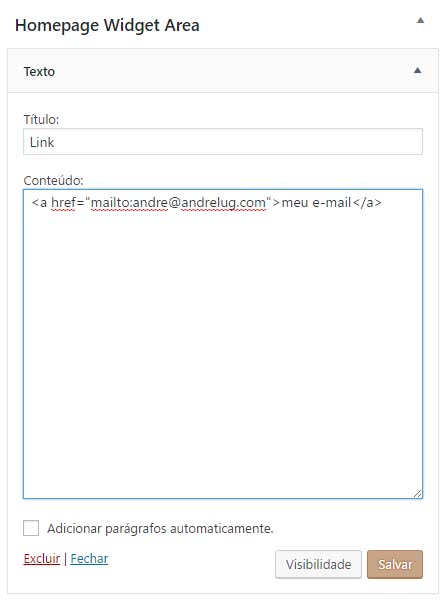 Homepage Widget Area
Texto
Título:
Link
Conteúdo:
<a href="mailto:andre@andrelug.com">meu e-mail</a>
Adicionar parágrafos automaticamente.
Excluir | Fechar
Visibilidade
Salvar